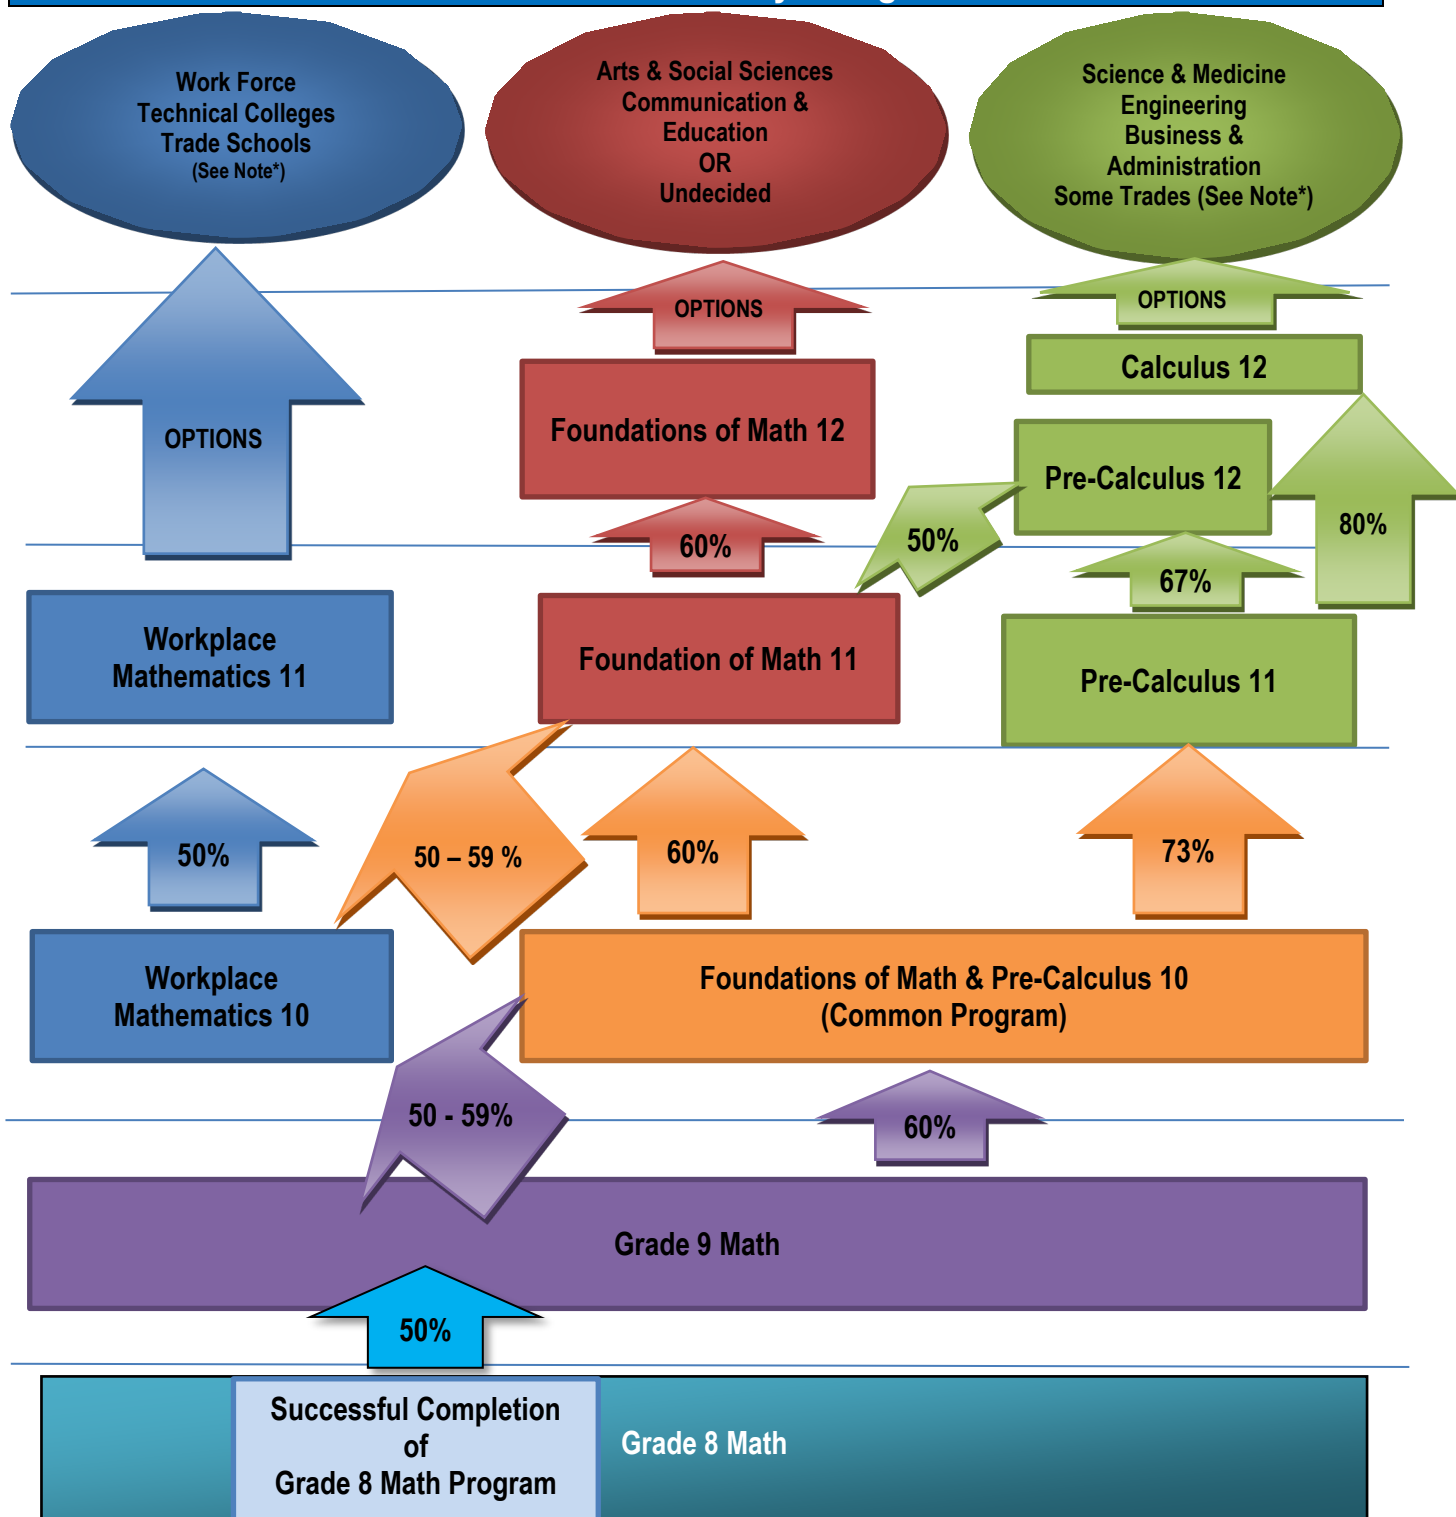 Work Force
Technical Colleges
Trade Schools
(See Note*)
Arts & Social Sciences
Communication &
Education
OR
Undecided
Science & Medicine
Engineering
Business &
Administration
Some Trades (See Note*)
OPTIONS
OPTIONS
Calculus 12
OPTIONS
Foundations of Math 12
Pre-Calculus 12
80%
60%
50%
67%
Workplace
Mathematics 11
Foundation of Math 11
Pre-Calculus 11
50%
50 – 59 %
60%
73%
Workplace
Mathematics 10
Foundations of Math & Pre-Calculus 10
(Common Program)
50 - 59%
60%
Grade 9 Math
50%
Successful Completion
of
Grade 8 Math Program
Grade 8 Math